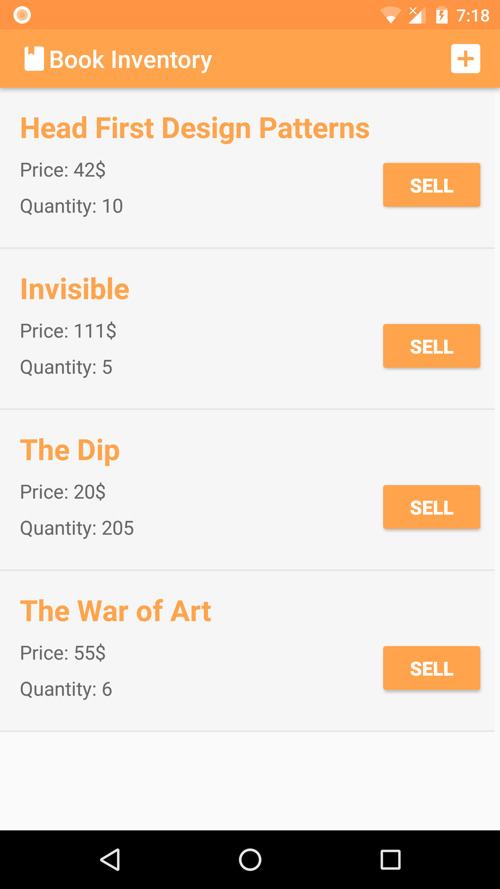 7:18
Book Inventory
Head First Design Patterns
Price: 42$
Quantity: 10
SELL
Invisible
Price: 111$
Quantity: 5
SELL
The Dip
Price: 20$
Quantity: 205
SELL
The War of Art
Price: 55$
Quantity: 6
SELL